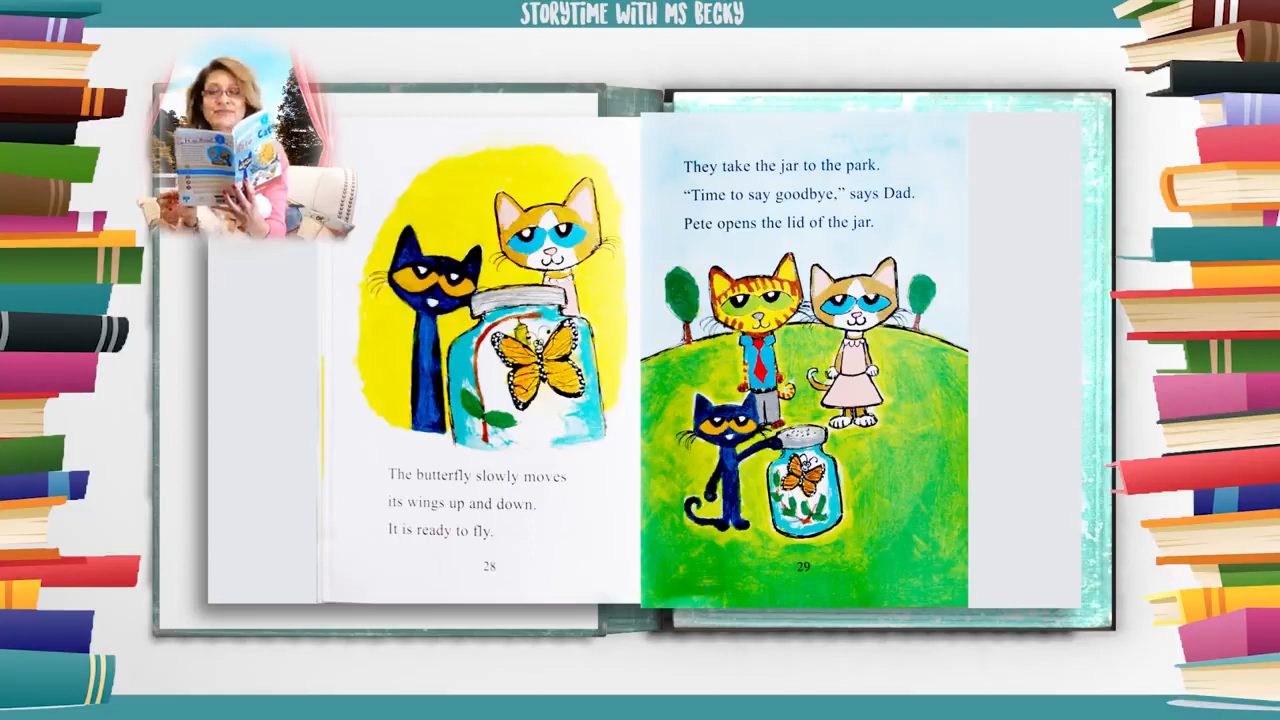 STORYTIME WITH MS BECKY
The butterfly slowly moves
its wings up and down.
It is ready to fly.
28
They take the jar to the park.
“Time to say goodbye,” says Dad.
Pete opens the lid of the jar.
29